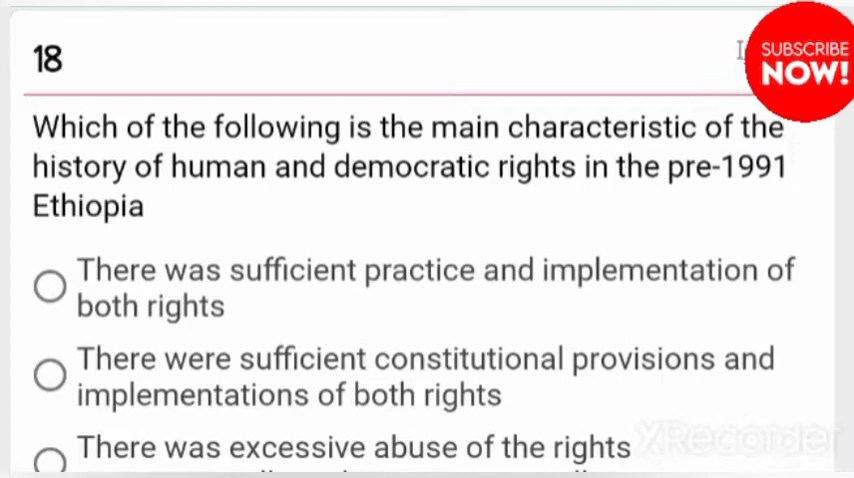 18
SUBSCRIBE
NOW!
Which of the following is the main characteristic of the
history of human and democratic rights in the pre-1991
Ethiopia
There was sufficient practice and implementation of
both rights
There were sufficient constitutional provisions and
implementations of both rights
There was excessive abuse of the rights
XRecorder